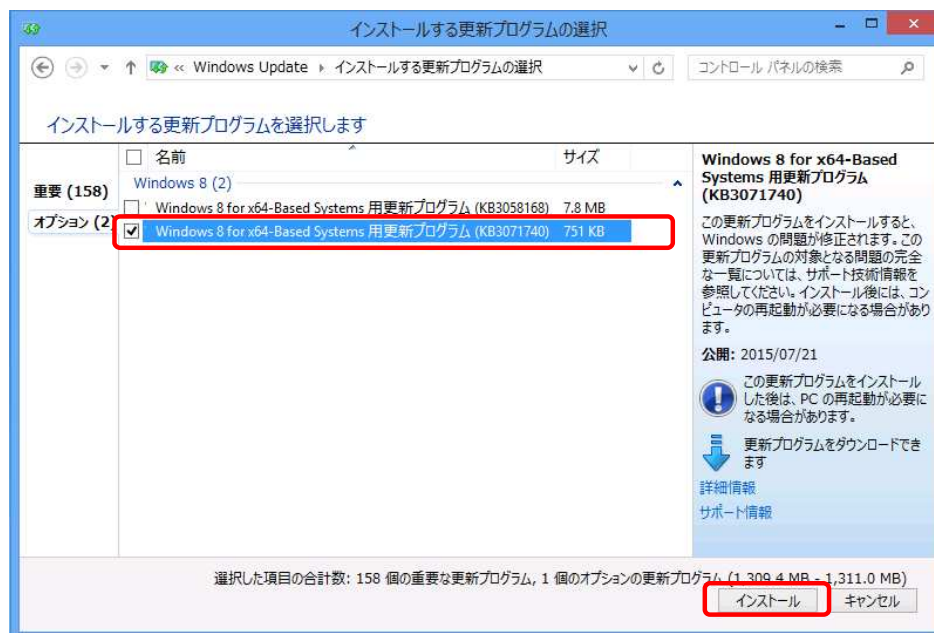 インストールする更新プログラムの選択
Windows Update インストールする更新プログラムの選択
コントロール パネルの検索
インストールする更新プログラムを選択します
名前 サイズ
重要 (158)
オプション (2)
Windows 8 (2)
Windows 8 for x64-Based Systems 用更新プログラム (KB3058168) 7.8 MB
Windows 8 for x64-Based Systems 用更新プログラム (KB3071740) 751 KB
Windows 8 for x64-Based
Systems 用更新プログラム
(KB3071740)
この更新プログラムをインストールすると、
Windows の問題が修正されます。この
更新プログラムの対象となる問題の完全
な一覧については、サポート技術情報を
参照してください。インストール後には、コン
ピュータの再起動が必要になる場合があり
ます。
公開: 2015/07/21
この更新プログラムをインストール
した後は、PC の再起動が必要に
なる場合があります。
更新プログラムをダウンロードでき
ます
詳細情報
サポート情報
選択した項目の合計数: 158 個の重要な更新プログラム, 1 個のオプションの更新プログラム (1,309.4 MB - 1,311.0 MB)
インストール キャンセル